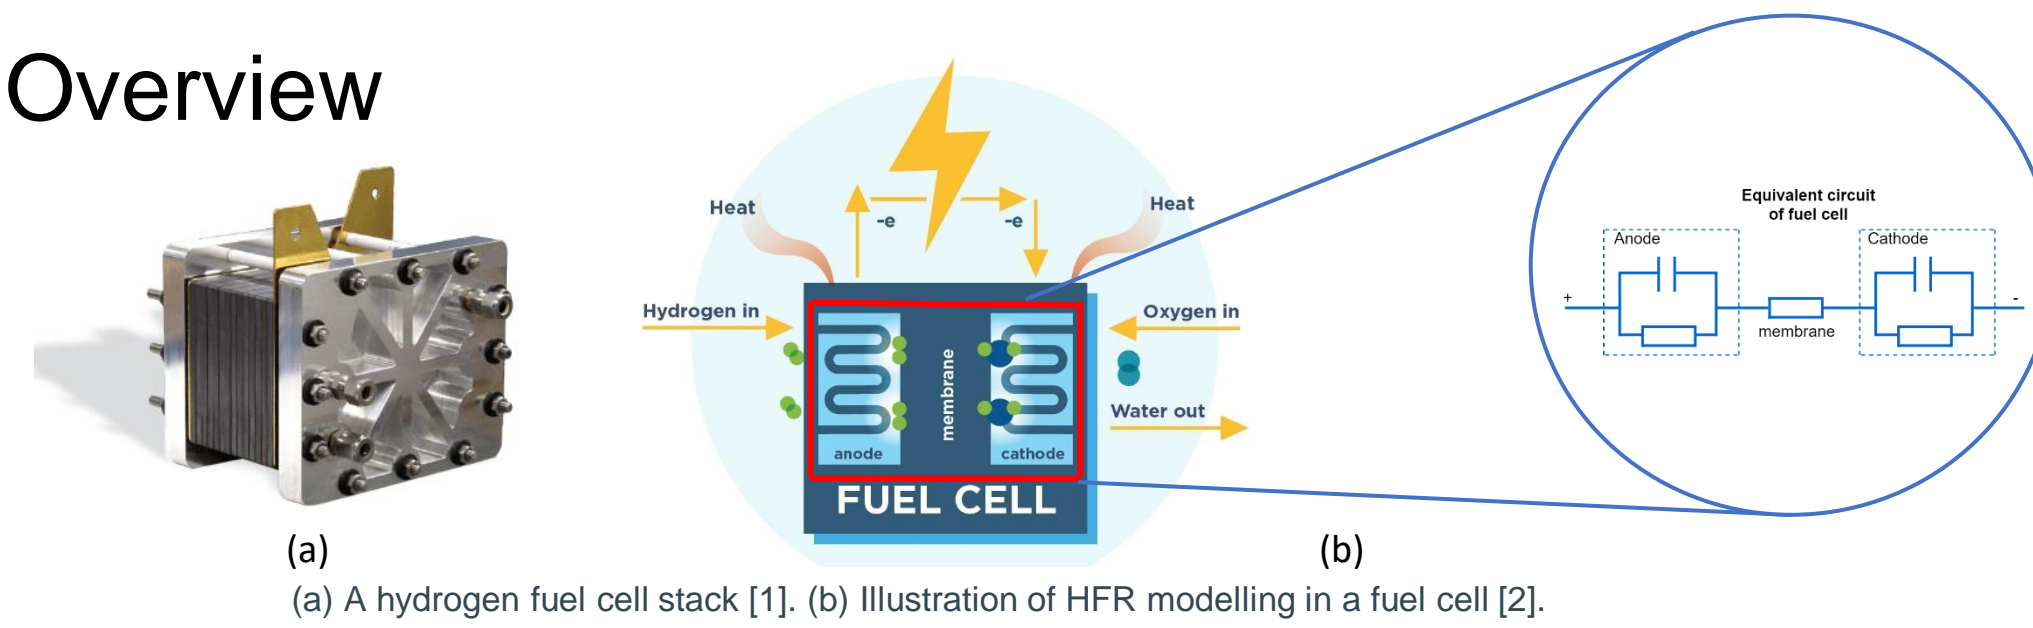 Overview
Heat
-e
-e
Heat
Hydrogen in
Oxygen in
membrane
Water out
anode
cathode
FUEL CELL
Equivalent circuit
of fuel cell
Anode
Cathode
+
-
membrane
(a)
(b)
(a) A hydrogen fuel cell stack [1]. (b) Illustration of HFR modelling in a fuel cell [2].